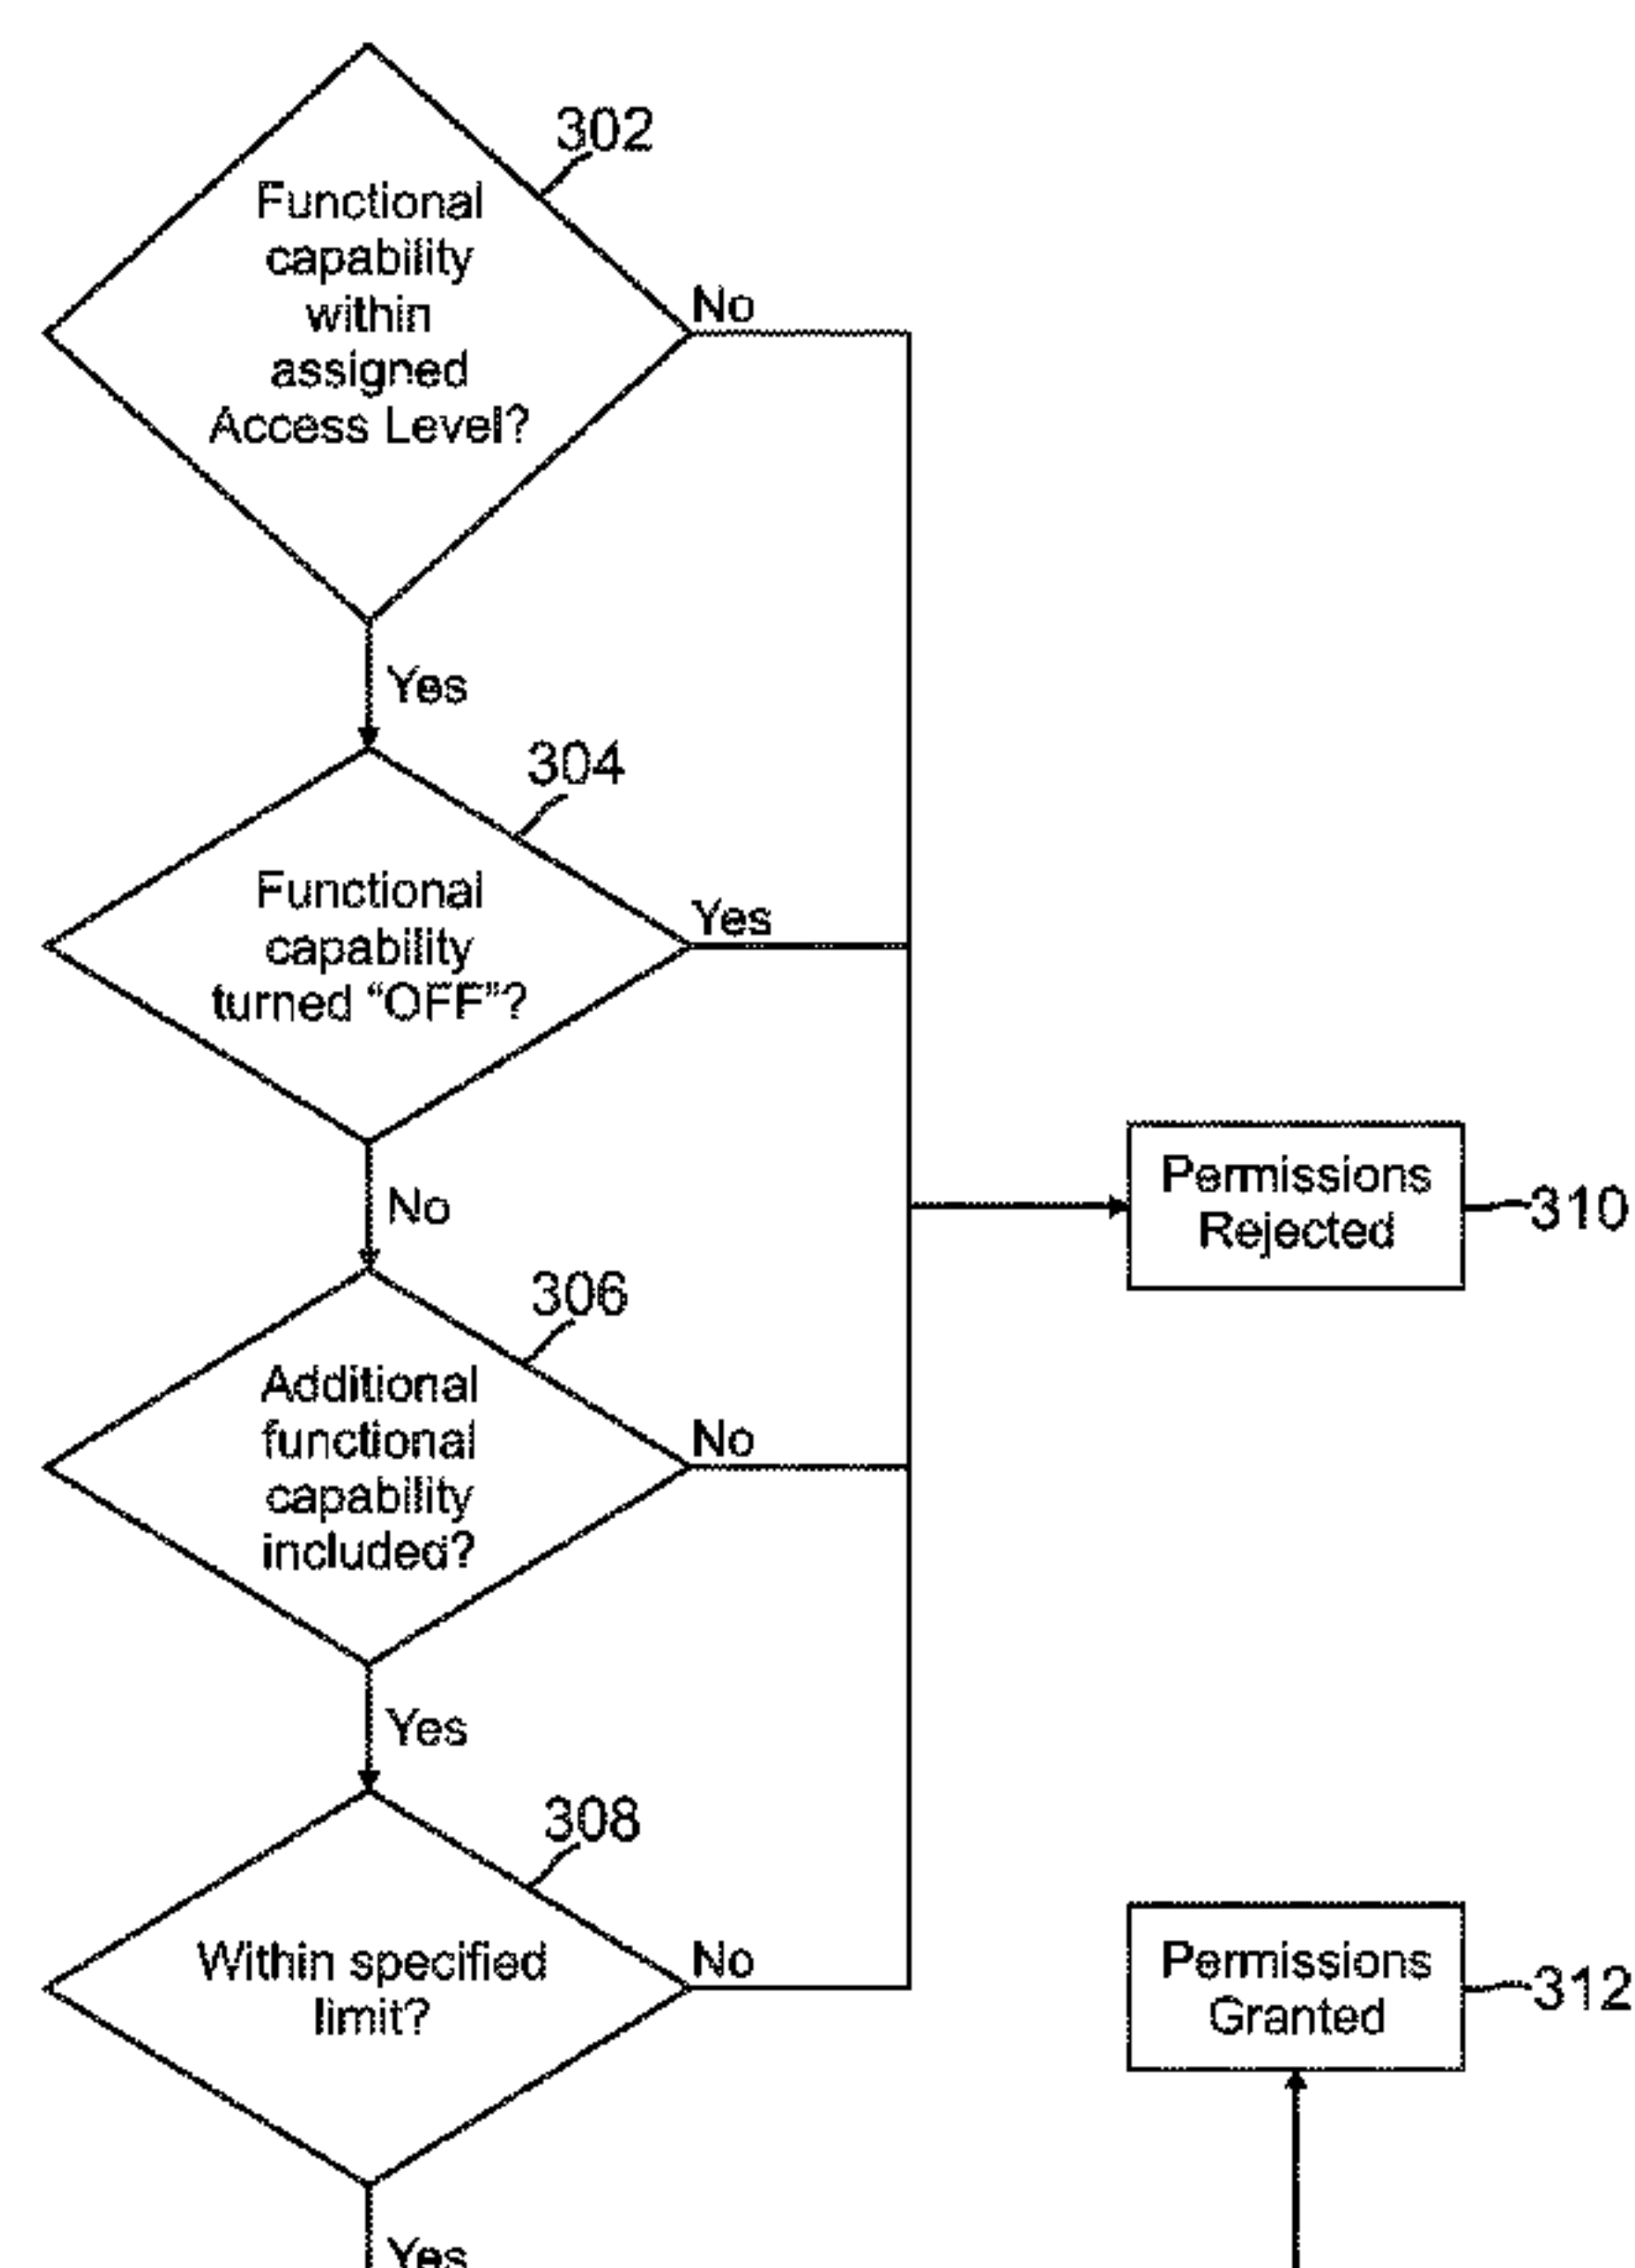 302
Functional
capability
within
assigned
Access Level?
No
Yes
304
Functional
capability
turned “OFF”?
Yes
No
Permissions
Rejected
310
306
Additional
functional
capability
included?
No
Yes
308
Within specified
limit?
No
Permissions
Granted
312
Yes